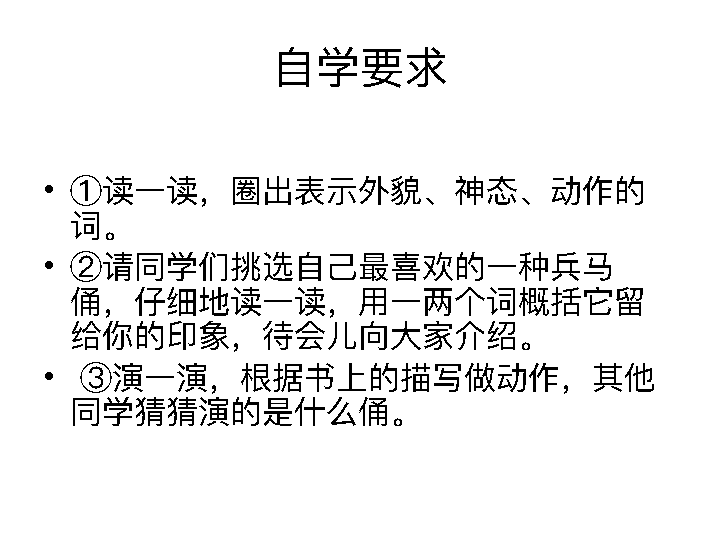 自学要求
• ①读一读，圈出表示外貌、神态、动作的
词。
• ②请同学们挑选自己最喜欢的一种兵马
俑，仔细地读一读，用一两个词概括它留
给你的印象，待会儿向大家介绍。
• ③演一演，根据书上的描写做动作，其他
同学猜猜演的是什么俑。